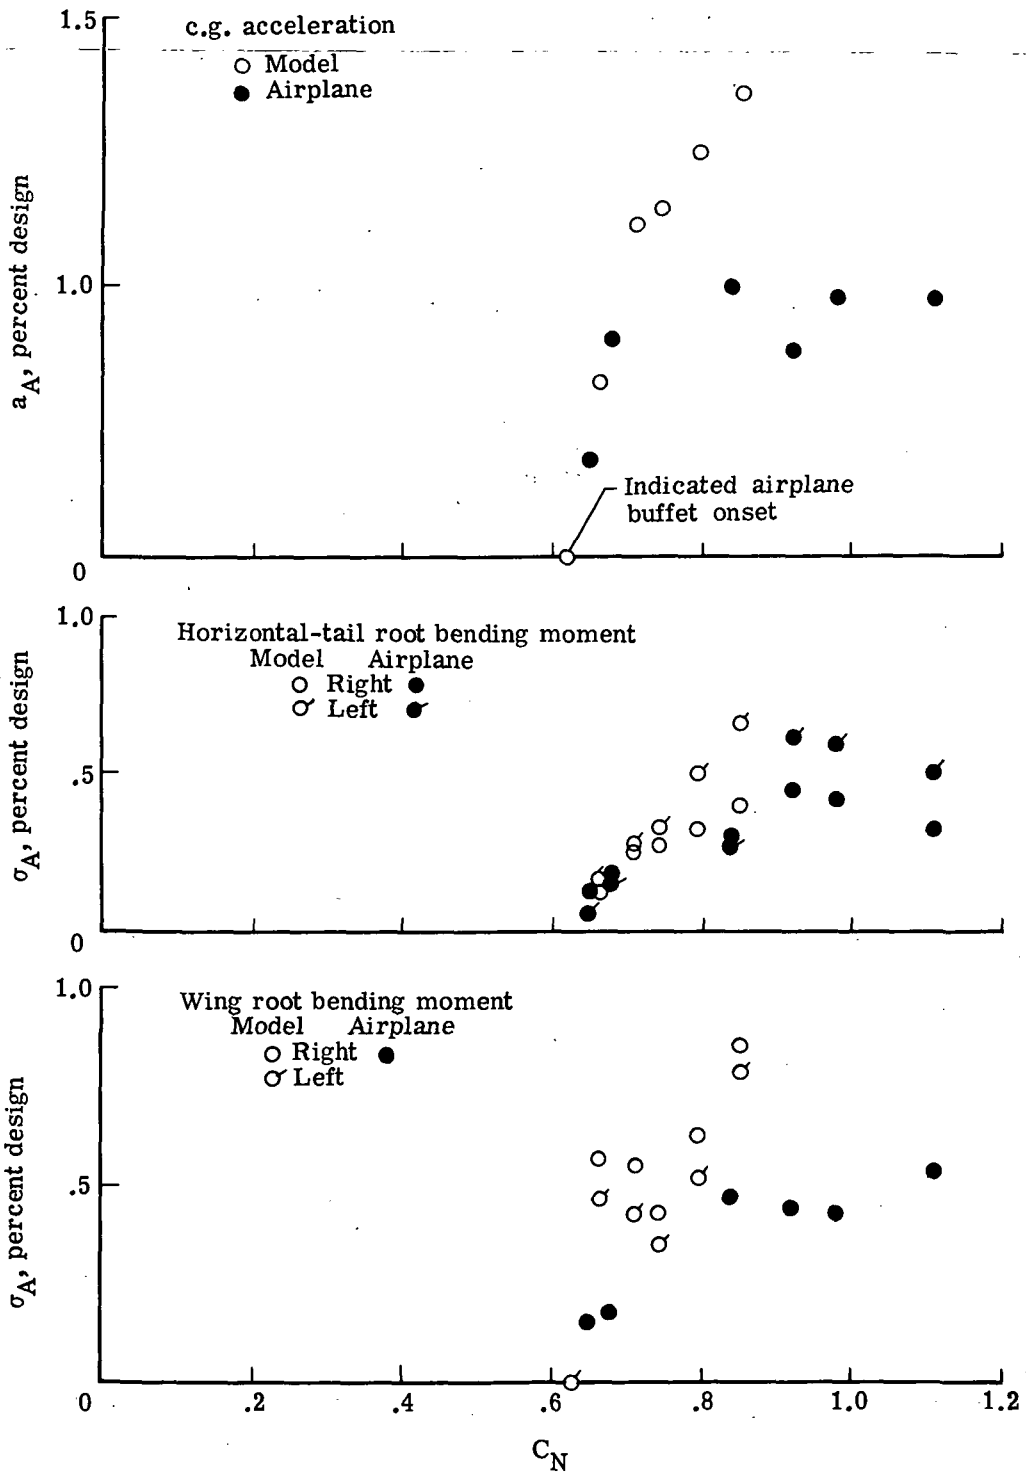 1.5
c.g. acceleration
Model
Airplane
a_A, percent design
1.0
Indicated airplane
buffet onset
0
1.0
Horizontal-tail root bending moment
Model Airplane
Right
Left
σ_A, percent design
.5
0
1.0
Wing root bending moment
Model Airplane
Right
Left
σ_A, percent design
.5
0 .2 .4 .6 .8 1.0 1.2
C_N